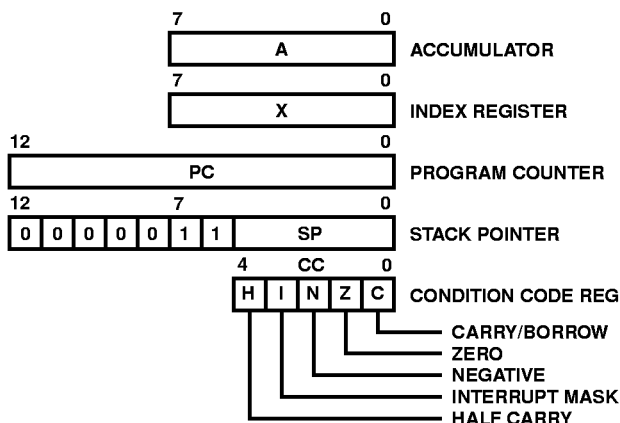 7 0
A ACCUMULATOR
7 0
X INDEX REGISTER
12 0
PC PROGRAM COUNTER
12 7 0
0 0 0 0 0 1 1 SP STACK POINTER
4 CC 0
H I N Z C CONDITION CODE REG
CARRY/BORROW
ZERO
NEGATIVE
INTERRUPT MASK
HALF CARRY